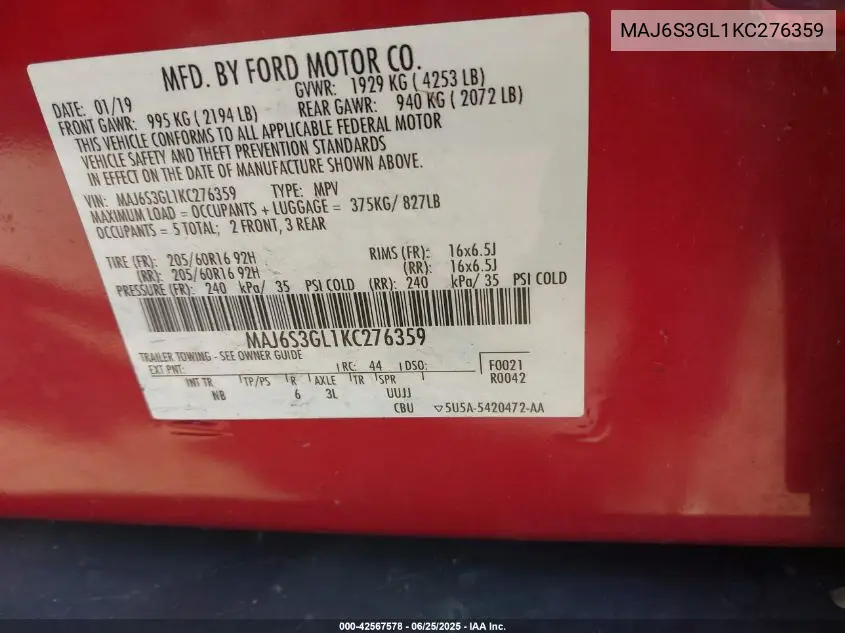 MAJ6S3GL1KC276359
MFD. BY FORD MOTOR CO.
DATE: 01/19 GVWR: 1929 KG ( 4253 LB)
FRONT GAWR: 995 KG ( 2194 LB) REAR GAWR: 940 KG ( 2072 LB)
THIS VEHICLE CONFORMS TO ALL APPLICABLE FEDERAL MOTOR
VEHICLE SAFETY AND THEFT PREVENTION STANDARDS
IN EFFECT ON THE DATE OF MANUFACTURE SHOWN ABOVE.
VIN: MAJ6S3GL1KC276359 TYPE: MPV
MAXIMUM LOAD = OCCUPANTS + LUGGAGE = 375KG/ 827LB
OCCUPANTS = 5 TOTAL; 2 FRONT, 3 REAR
TIRE (FR): 205/60R16 92H RIMS (FR): 16x6.5J
(RR): 205/60R16 92H (RR): 16x6.5J
PRESSURE (FR): 240 kPa/ 35 PSI COLD (RR): 240 kPa/ 35 PSI COLD
MAJ6S3GL1KC276359
TRAILER TOWING - SEE OWNER GUIDE
EXT PNT: RC: 44 DSO: F0021
INT TR TP/PS R AXLE TR SPR R0042
NB 6 3L UUJJ
CBU ▽5U5A-5420472-AA
000-42567578 - 06/25/2025 - IAA Inc.